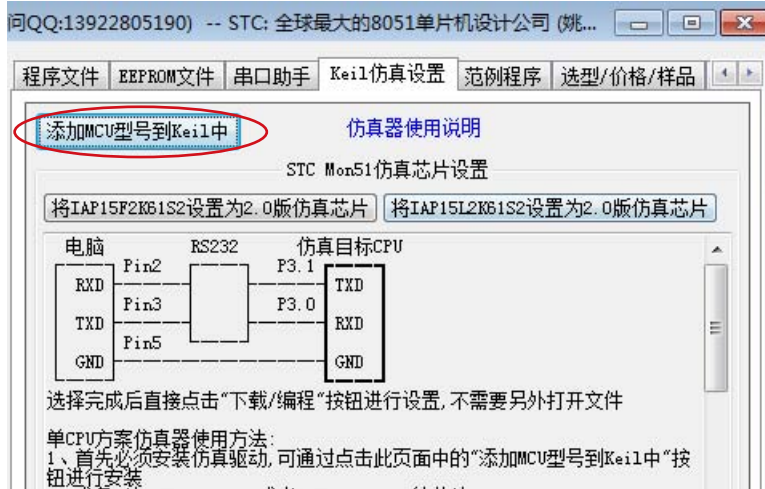 问QQ:13922805190) -- STC: 全球最大的8051单片机设计公司 (姚...
程序文件 EEPROM文件 串口助手 Keil仿真设置 范例程序 选型/价格/样品
添加MCU型号到Keil中 仿真器使用说明
STC Mon51仿真芯片设置
将IAP15F2K61S2设置为2.0版仿真芯片 将IAP15L2K61S2设置为2.0版仿真芯片
电脑 RS232 仿真目标CPU
Pin2 P3.1
RXD TXD
Pin3 P3.0
TXD RXD
Pin5
GND GND
选择完成后直接点击"下载/编程"按钮进行设置,不需要另外打开文件
单CPU方案仿真器使用方法:
1、首先必须安装仿真驱动,可通过点击此页面中的"添加MCU型号到Keil中"按
钮进行安装